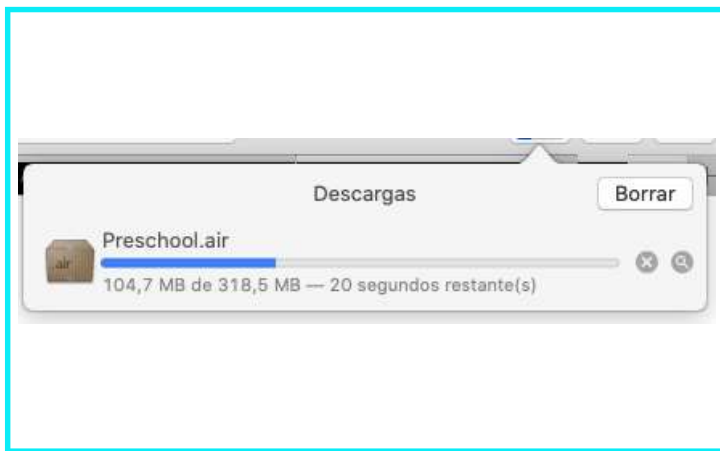 Descargas
Borrar
Preschool.air
air
104,7 MB de 318,5 MB — 20 segundos restante(s)